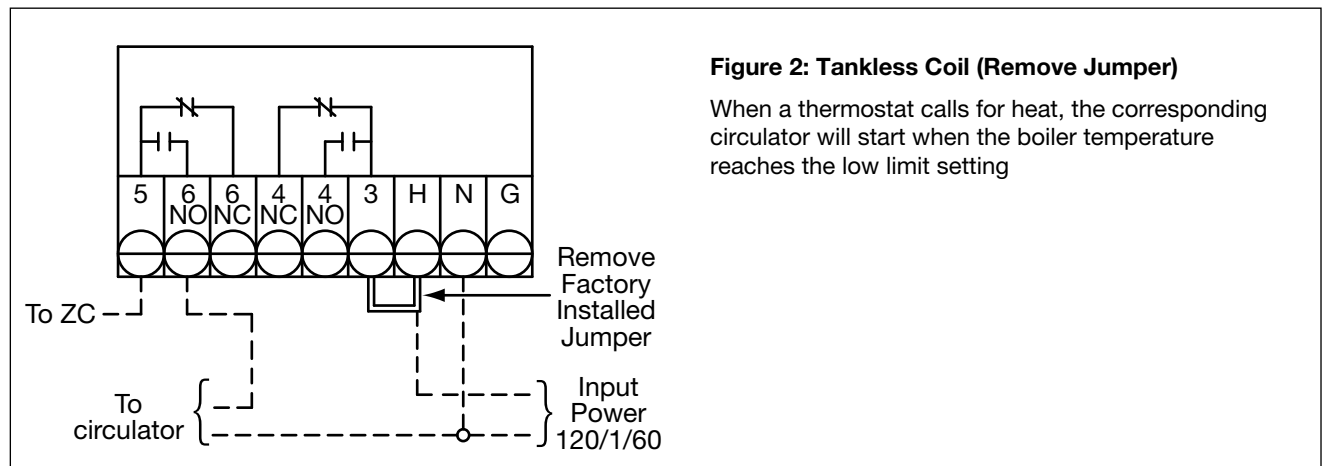 5 6 6 4 4 3 H N G
NO NC NC NO
Remove
Factory
Installed
Jumper
To ZC
To
circulator
Input
Power
120/1/60
Figure 2: Tankless Coil (Remove Jumper)
When a thermostat calls for heat, the corresponding
circulator will start when the boiler temperature
reaches the low limit setting